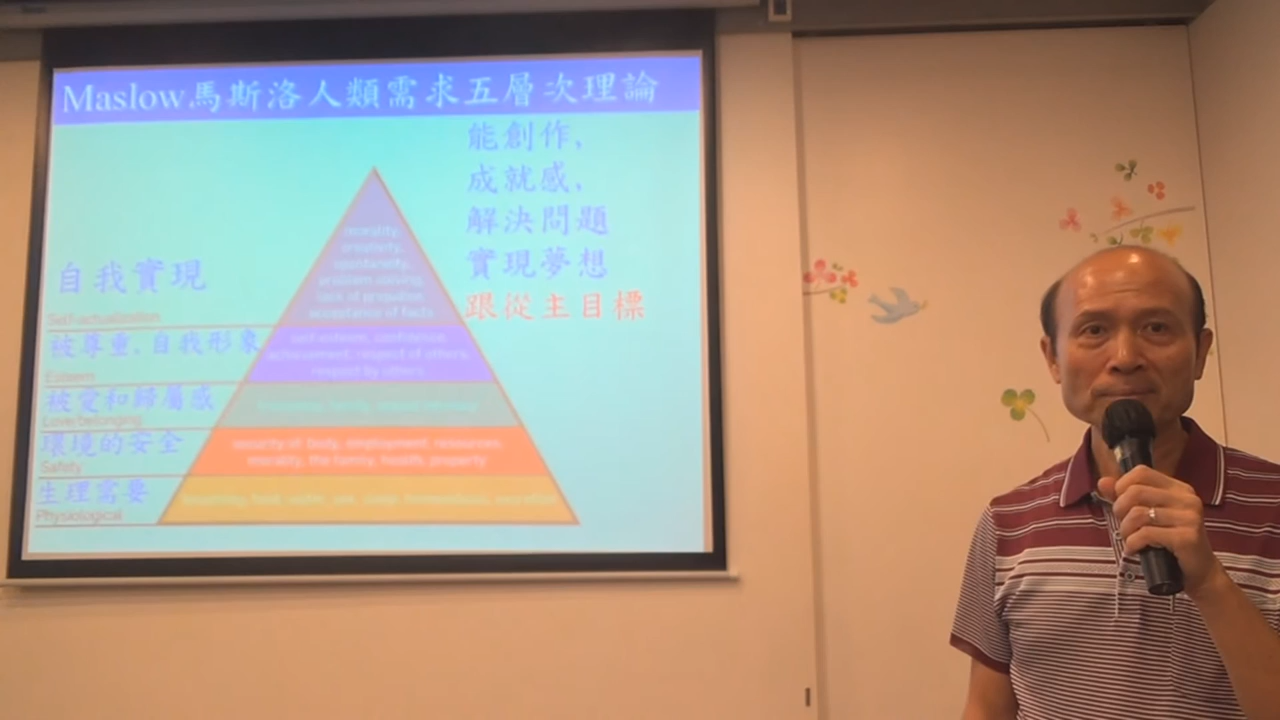 Maslow馬斯洛人類需求五層次理論
能創作,
成就感,
解決問題
實現夢想
跟從主目標
自我實現
Self-actualization
被尊重,自我形象
Esteem
被愛和歸屬感
Love/belonging
環境的安全
Safety
生理需要
Physiological
morality,
creativity,
spontaneity,
problem solving,
lack of prejudice,
acceptance of facts
self-esteem, confidence,
achievement, respect of others,
respect by others
security of: body, employment, resources,
morality, the family, health, property